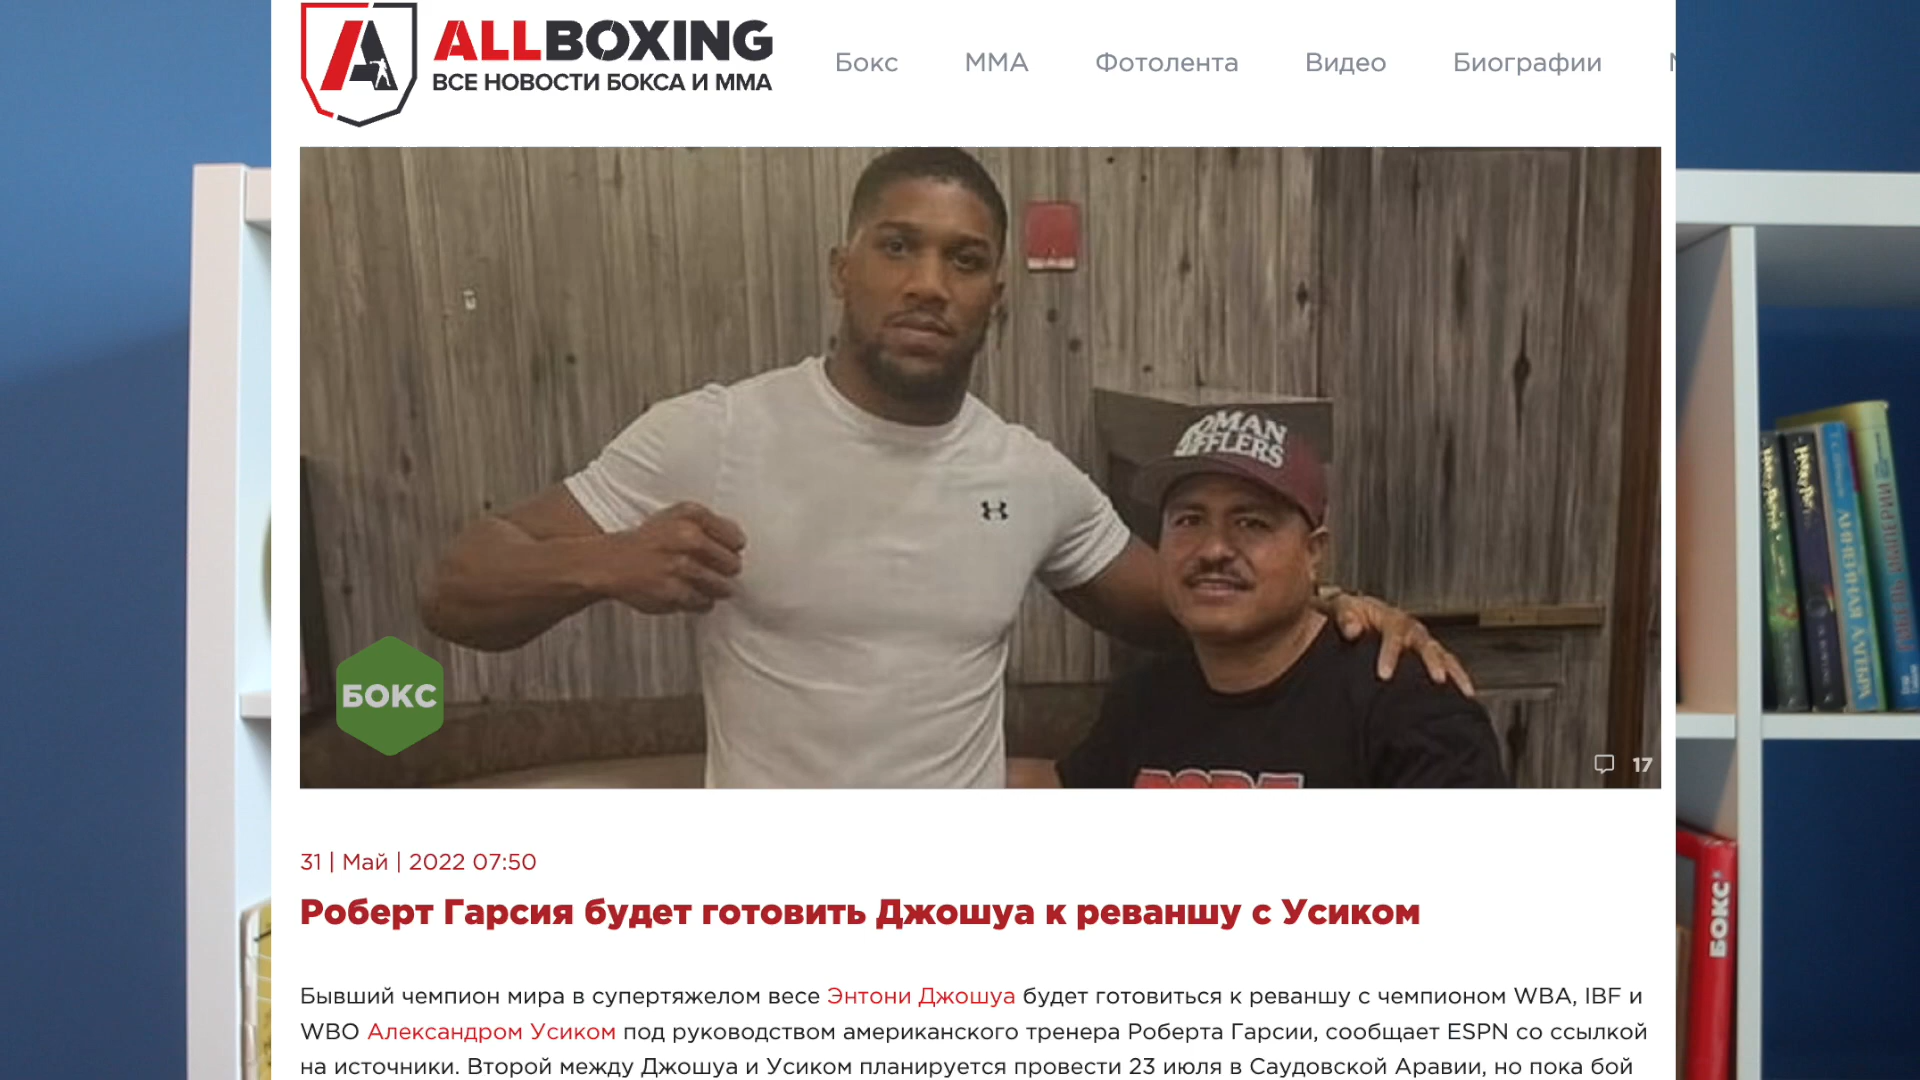 ALLBOXING
ВСЕ НОВОСТИ БОКСА И ММА
Бокс
ММА
Фотолента
Видео
Биографии
БОКС
17
31 | Май | 2022 07:50
Роберт Гарсия будет готовить Джошуа к реваншу с Усиком
Бывший чемпион мира в супертяжелом весе Энтони Джошуа будет готовиться к реваншу с чемпионом WBA, IBF и
WBO Александром Усиком под руководством американского тренера Роберта Гарсии, сообщает ESPN со ссылкой
на источники. Второй между Джошуа и Усиком планируется провести 23 июля в Саудовской Аравии, но пока бой
БОКС